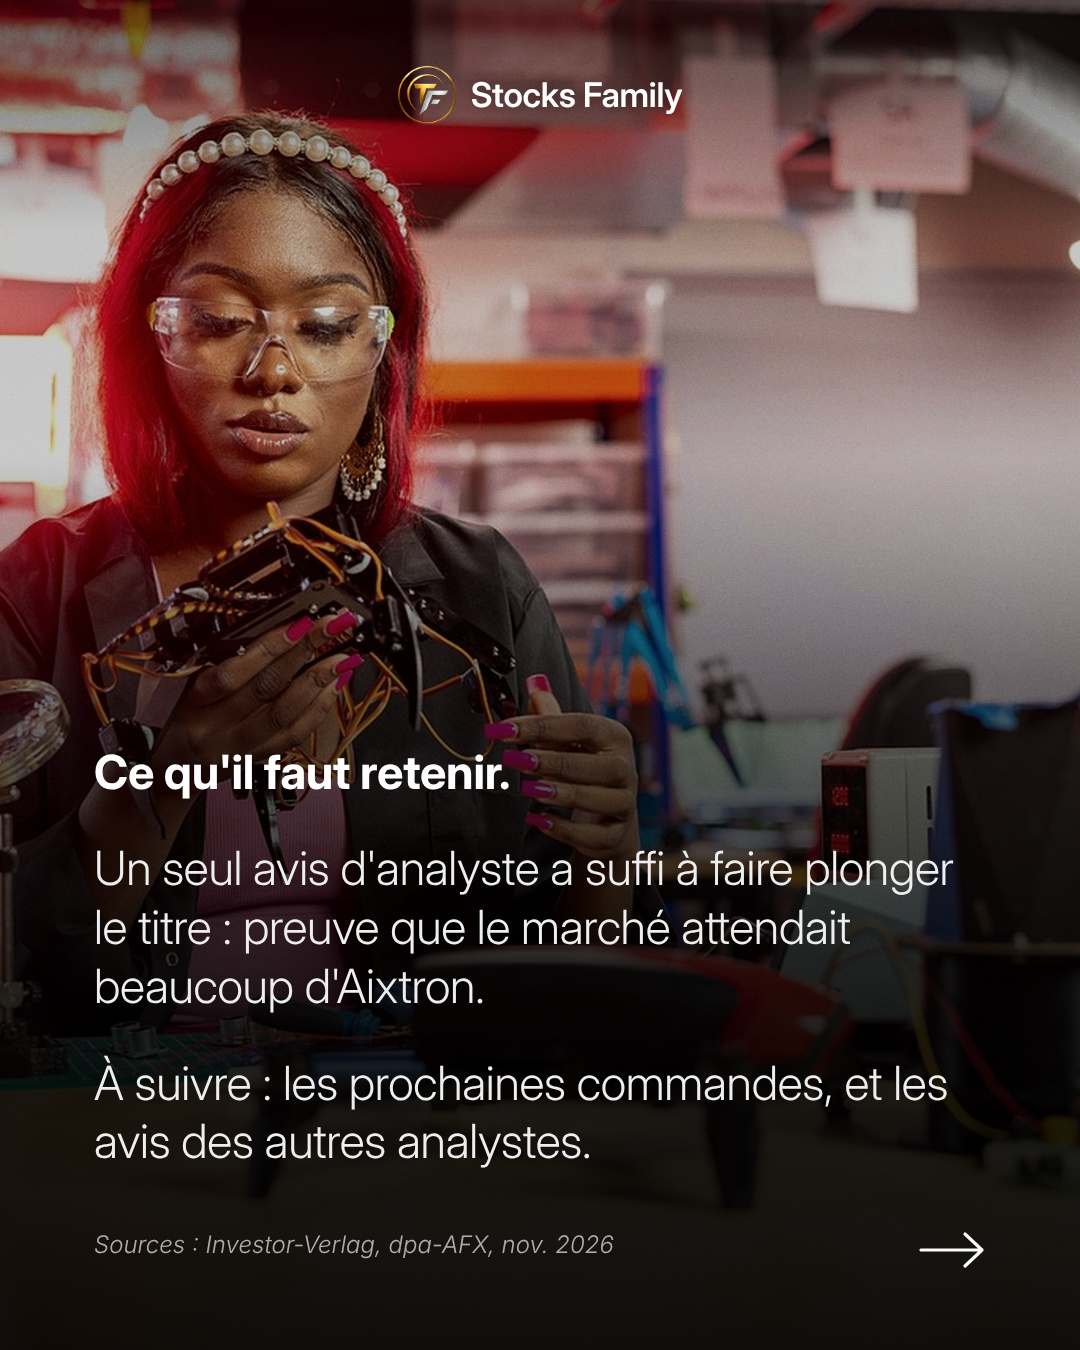 TF Stocks Family
Ce qu'il faut retenir.
Un seul avis d'analyste a suffi à faire plonger
le titre : preuve que le marché attendait
beaucoup d'Aixtron.
À suivre : les prochaines commandes, et les
avis des autres analystes.
Sources : Investor-Verlag, dpa-AFX, nov. 2026